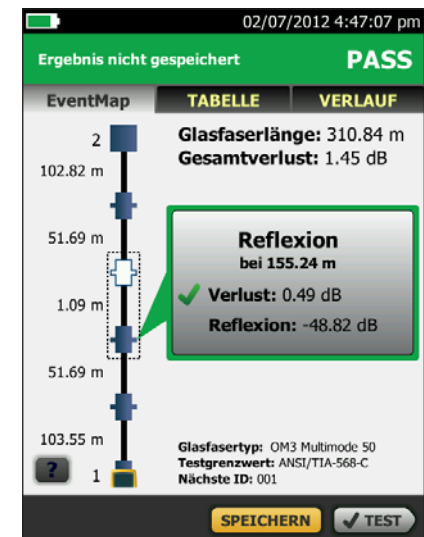 02/07/2012 4:47:07 pm
Ergebnis nicht gespeichert PASS
EventMap TABELLE VERLAUF
2
102.82 m
51.69 m
1.09 m
51.69 m
103.55 m
? 1
Glasfaserlänge: 310.84 m
Gesamtverlust: 1.45 dB
Reflexion
bei 155.24 m
Verlust: 0.49 dB
Reflexion: -48.82 dB
Glasfasertyp: OM3 Multimode 50
Testgrenzwert: ANSI/TIA-568-C
Nächste ID: 001
SPEICHERN TEST